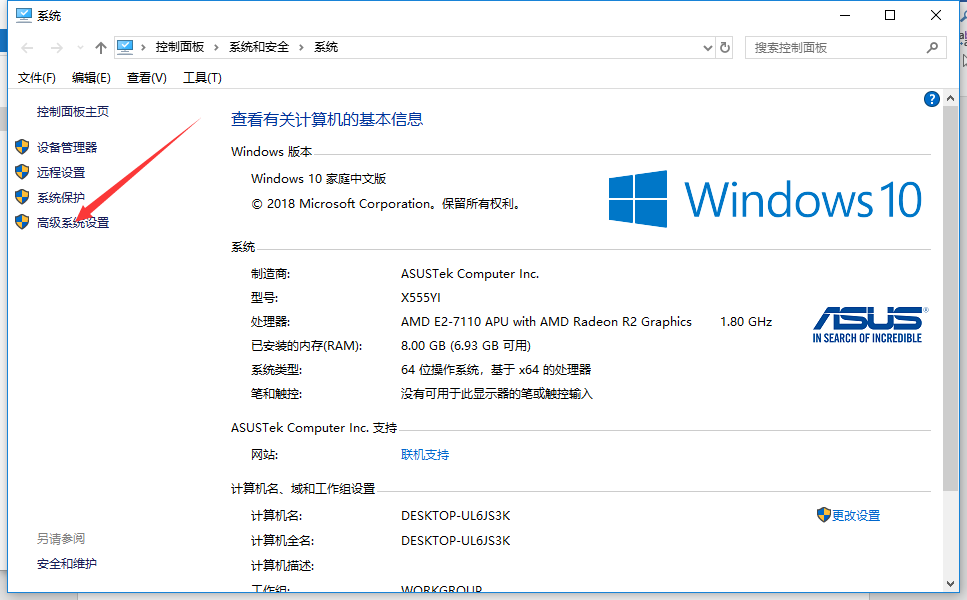 系统
控制面板 › 系统和安全 › 系统
搜索控制面板
文件(F) 编辑(E) 查看(V) 工具(T)
控制面板主页
设备管理器
远程设置
系统保护
高级系统设置
另请参阅
安全和维护
查看有关计算机的基本信息
Windows 版本
Windows 10 家庭中文版
© 2018 Microsoft Corporation。保留所有权利。
Windows 10
系统
制造商: ASUSTek Computer Inc.
型号: X555YI
处理器: AMD E2-7110 APU with AMD Radeon R2 Graphics 1.80 GHz
已安装的内存(RAM): 8.00 GB (6.93 GB 可用)
系统类型: 64 位操作系统，基于 x64 的处理器
笔和触控: 没有可用于此显示器的笔或触控输入
ASUS®
IN SEARCH OF INCREDIBLE
ASUSTek Computer Inc. 支持
网站: 联机支持
计算机名、域和工作组设置
计算机名: DESKTOP-UL6JS3K 更改设置
计算机全名: DESKTOP-UL6JS3K
计算机描述:
工作组: WORKGROUP